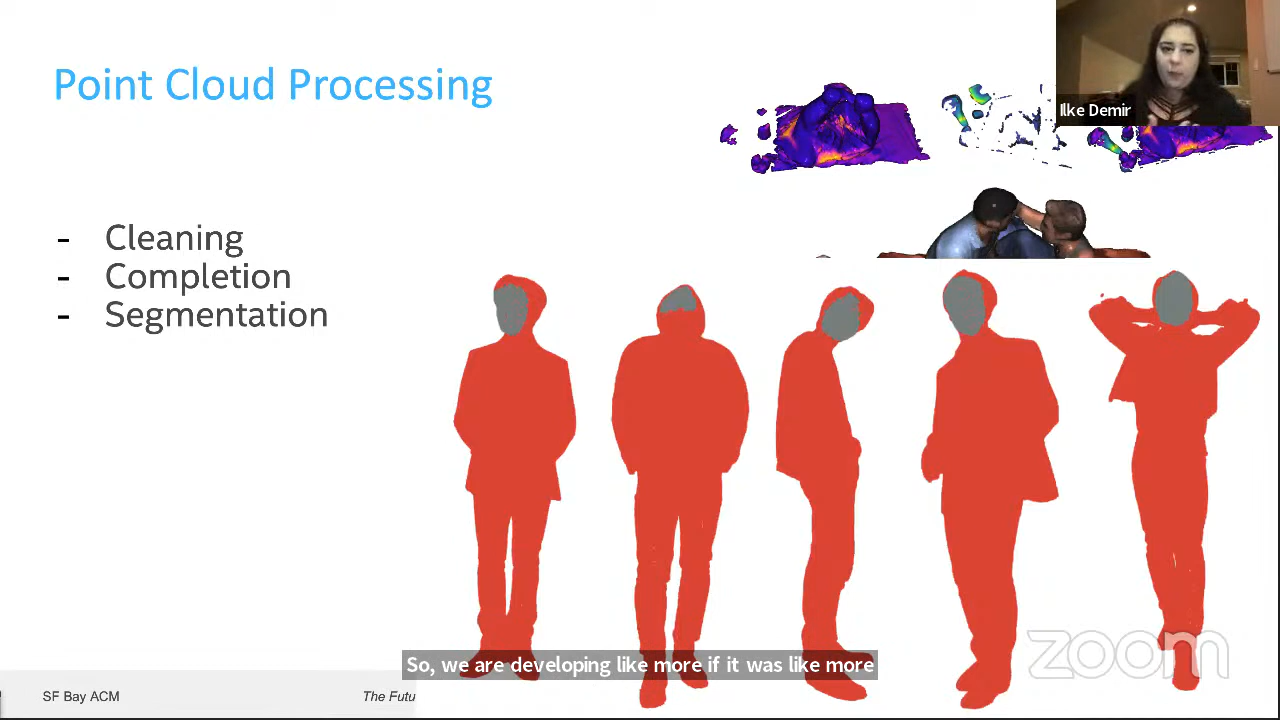 Point Cloud Processing
Ilke Demir
- Cleaning
- Completion
- Segmentation
So, we are developing like more if it was like more
zoom
SF Bay ACM
The Futu